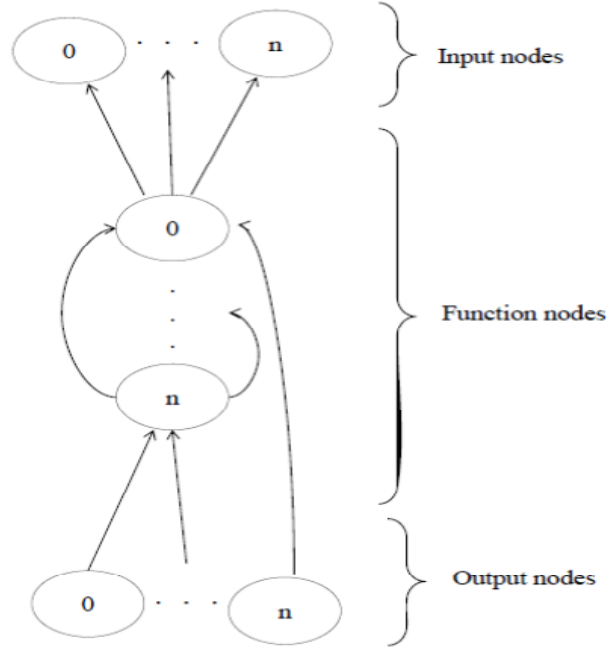 0 . . . n
Input nodes
0
.
.
.
Function nodes
n
Output nodes
0 . . . n